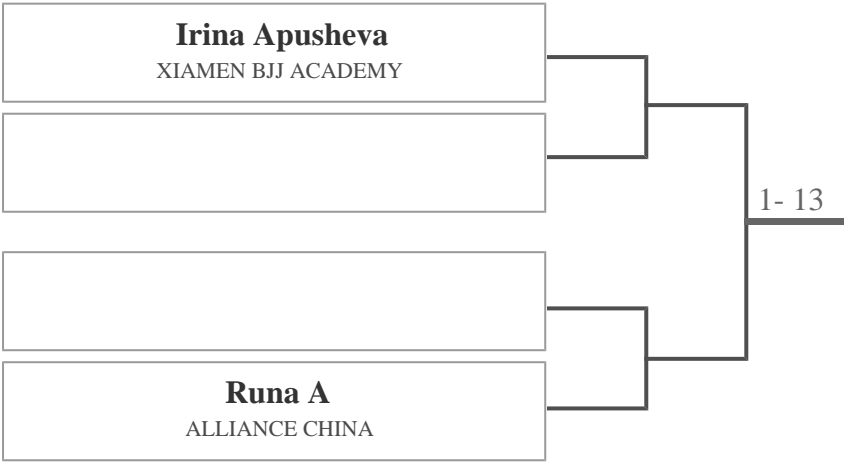 Irina Apusheva
XIAMEN BJJ ACADEMY
1- 13
Runa A
ALLIANCE CHINA